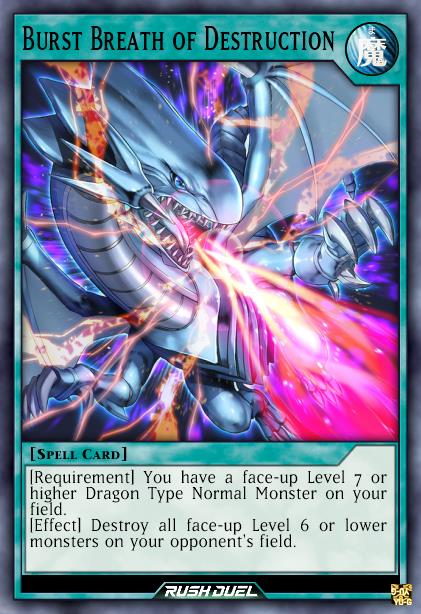 Burst Breath of Destruction
ま
魔
[Spell Card]
[Requirement] You have a face-up Level 7 or
higher Dragon Type Normal Monster on your
field.
[Effect] Destroy all face-up Level 6 or lower
monsters on your opponent's field.
RUSH DUEL